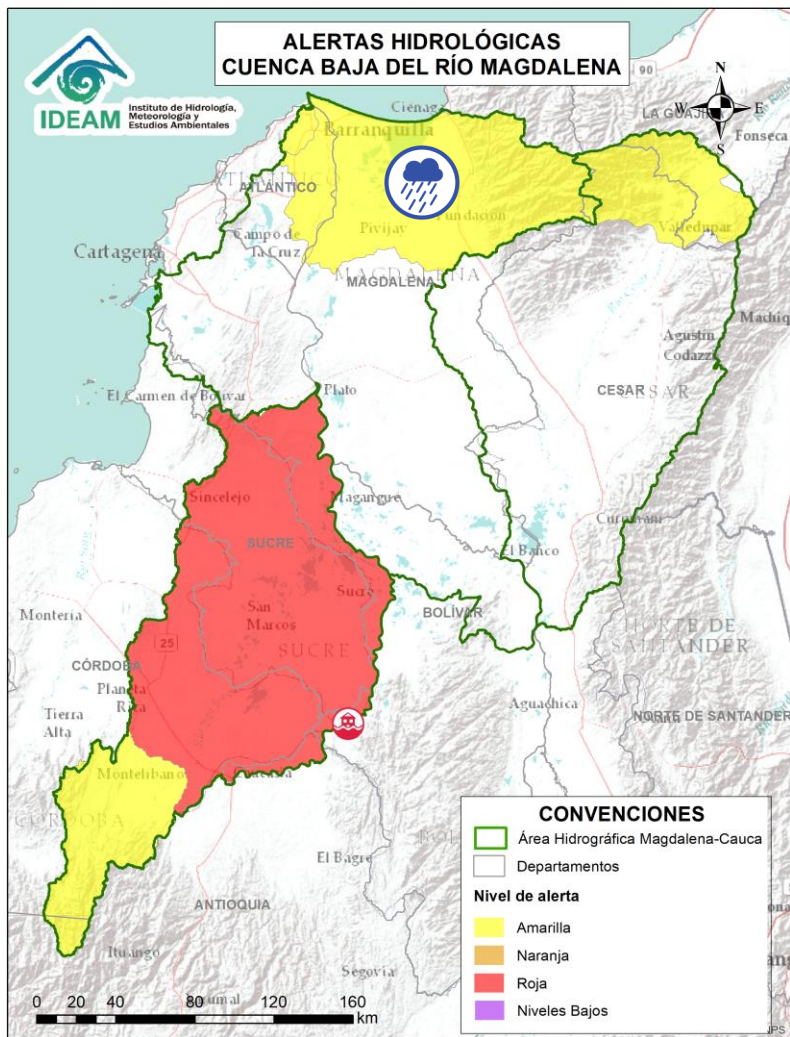 ALERTAS HIDROLÓGICAS
CUENCA BAJA DEL RÍO MAGDALENA
IDEAM
Instituto de Hidrología,
Meteorología y
Estudios Ambientales
N
W
E
S
90
Ciénaga
LA GUAJIRA
Fonseca
Barranquilla
ATLÁNTICO
Pivijay
Fundación
Valledupar
Cartagena
Campo de
la Cruz
MAGDALENA
MAGDALENA
Machiq
Agustín
Codazzi
CESAR
CESAR
El Carmen de Bolívar
Plato
Sincelejo
Magangué
Curumaní
SUCRE
El Banco
Sucre
BOLÍVAR
Montería
San
Marcos
NORTE DE
SANTANDER
25
SUCRE
CÓRDOBA
Planeta
Rica
Aguachica
NORTE DE SANTANDER
Tierra
Alta
Montelíbano
CÓRDOBA
El Bagre
ANTIOQUIA
Ituango
Segovia
0 20 40 80 120 160
km
CONVENCIONES
Área Hidrográfica Magdalena-Cauca
Departamentos
Nivel de alerta
Amarilla
Naranja
Roja
Niveles Bajos